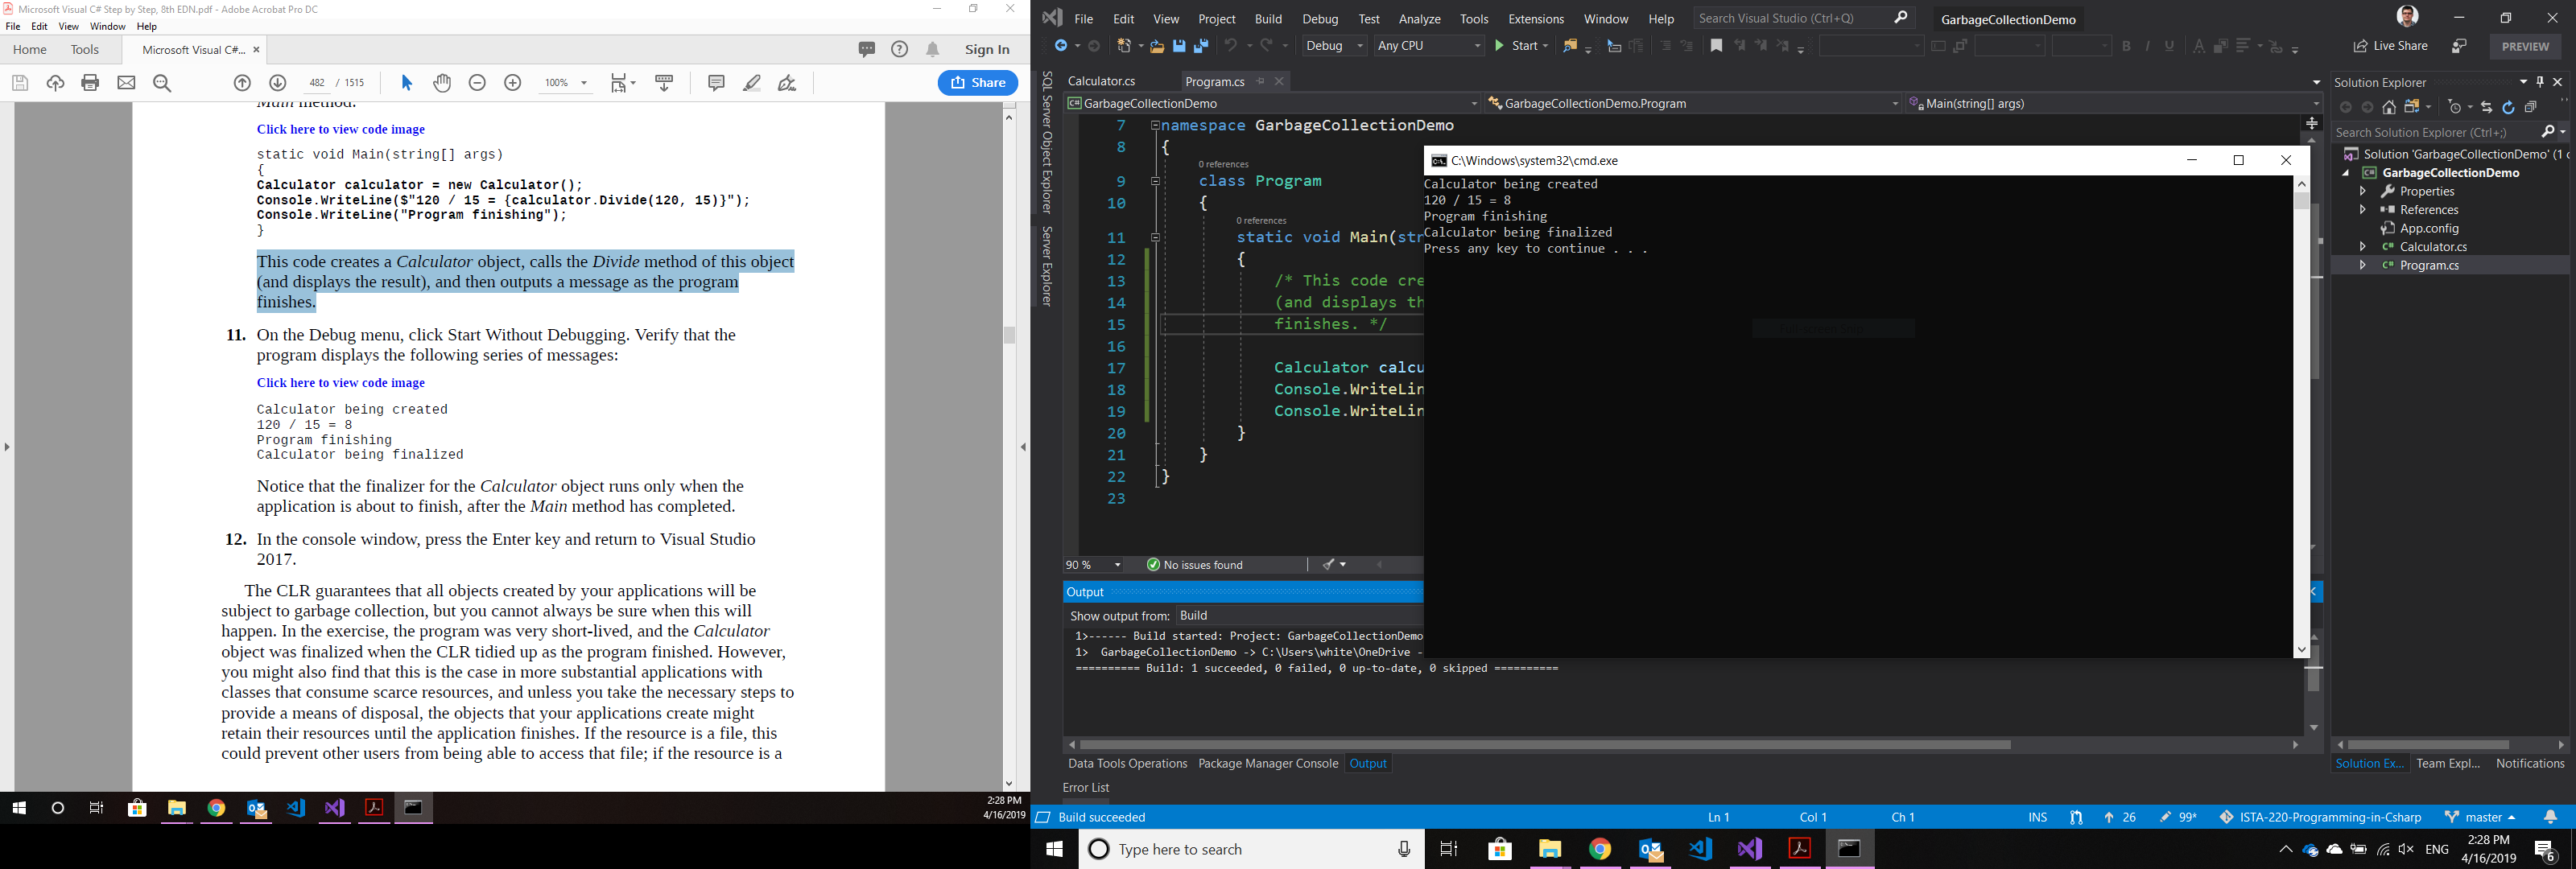 Microsoft Visual C# Step by Step, 8th EDN.pdf - Adobe Acrobat Pro DC
File Edit View Window Help
Home Tools Microsoft Visual C#... × Sign In
482 / 1515 100% Share
Main method.
Click here to view code image
static void Main(string[] args)
{
Calculator calculator = new Calculator();
Console.WriteLine($"120 / 15 = {calculator.Divide(120, 15)}");
Console.WriteLine("Program finishing");
}
This code creates a Calculator object, calls the Divide method of this object
(and displays the result), and then outputs a message as the program
finishes.
11. On the Debug menu, click Start Without Debugging. Verify that the
program displays the following series of messages:
Click here to view code image
Calculator being created
120 / 15 = 8
Program finishing
Calculator being finalized
Notice that the finalizer for the Calculator object runs only when the
application is about to finish, after the Main method has completed.
12. In the console window, press the Enter key and return to Visual Studio
2017.
The CLR guarantees that all objects created by your applications will be
subject to garbage collection, but you cannot always be sure when this will
happen. In the exercise, the program was very short-lived, and the Calculator
object was finalized when the CLR tidied up as the program finished. However,
you might also find that this is the case in more substantial applications with
classes that consume scarce resources, and unless you take the necessary steps to
provide a means of disposal, the objects that your applications create might
retain their resources until the application finishes. If the resource is a file, this
could prevent other users from being able to access that file; if the resource is a
2:28 PM
4/16/2019
File Edit View Project Build Debug Test Analyze Tools Extensions Window Help Search Visual Studio (Ctrl+Q) GarbageCollectionDemo
Debug Any CPU Start Live Share PREVIEW
SQL Server Object Explorer
Server Explorer
Calculator.cs Program.cs
GarbageCollectionDemo GarbageCollectionDemo.Program Main(string[] args)
7 namespace GarbageCollectionDemo
8 {
0 references
9 class Program
10 {
0 references
11 static void Main(str
12 {
13 /* This code cre
14 (and displays th
15 finishes. */
16
17 Calculator calcu
18 Console.WriteLin
19 Console.WriteLin
20 }
21 }
22 }
23
90 % No issues found
C:\Windows\system32\cmd.exe
Calculator being created
120 / 15 = 8
Program finishing
Calculator being finalized
Press any key to continue . . .
Output
Show output from: Build
1>------ Build started: Project: GarbageCollectionDemo
1> GarbageCollectionDemo -> C:\Users\white\OneDrive -
========== Build: 1 succeeded, 0 failed, 0 up-to-date, 0 skipped ==========
Data Tools Operations Package Manager Console Output
Error List
Solution Explorer
Search Solution Explorer (Ctrl+;)
Solution 'GarbageCollectionDemo' (1
GarbageCollectionDemo
Properties
References
App.config
C# Calculator.cs
C# Program.cs
Solution Ex... Team Expl... Notifications
Build succeeded Ln 1 Col 1 Ch 1 INS 26 99* ISTA-220-Programming-in-Csharp master
Type here to search
ENG 2:28 PM
4/16/2019
6